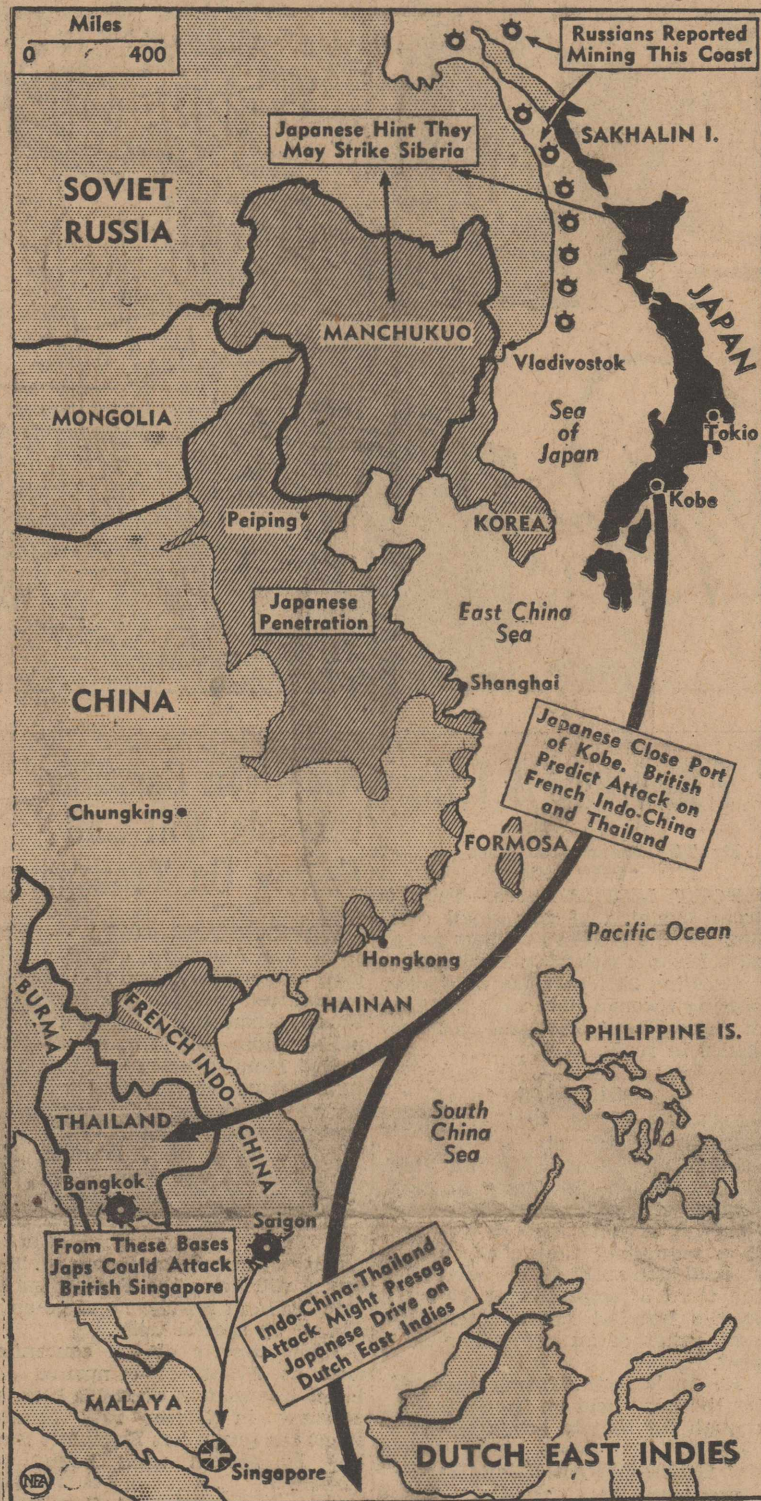 Miles
0 400
Russians Reported
Mining This Coast
Japanese Hint They
May Strike Siberia
SAKHALIN I.
SOVIET
RUSSIA
JAPAN
MANCHUKUO
Vladivostok
MONGOLIA
Sea
of
Japan
Tokio
Kobe
Peiping
KOREA
Japanese
Penetration
East China
Sea
CHINA
Shanghai
Japanese Close Port
of Kobe. British
Predict Attack on
French Indo-China
and Thailand
Chungking
FORMOSA
Pacific Ocean
Hongkong
HAINAN
BURMA
FRENCH INDO-
CHINA
PHILIPPINE IS.
THAILAND
South
China
Sea
Bangkok
Saigon
From These Bases
Japs Could Attack
British Singapore
Indo-China-Thailand
Attack Might Presage
Japanese Drive on
Dutch East Indies
MALAYA
DUTCH EAST INDIES
Singapore
NEA